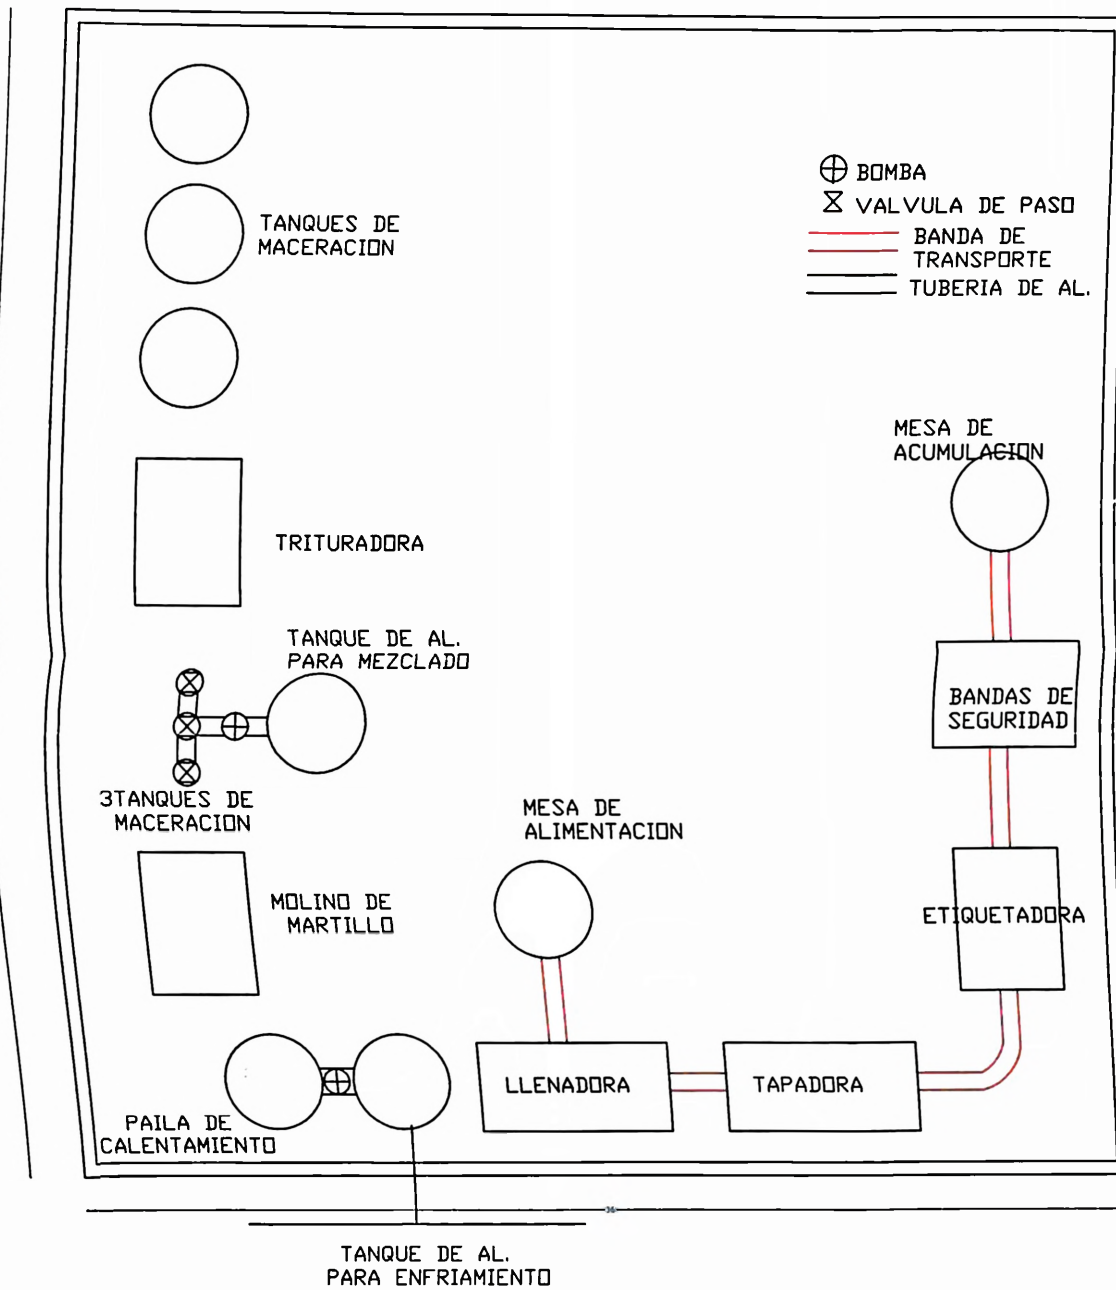 BOMBA
VALVULA DE PASO
BANDA DE
TRANSPORTE
TUBERIA DE AL.
TANQUES DE
MACERACION
MESA DE
ACUMULACION
TRITURADORA
TANQUE DE AL.
PARA MEZCLADO
BANDAS DE
SEGURIDAD
3TANQUES DE
MACERACION
MESA DE
ALIMENTACION
MOLINO DE
MARTILLO
ETIQUETADORA
LLENADORA
TAPADORA
PAILA DE
CALENTAMIENTO
36
TANQUE DE AL.
PARA ENFRIAMIENTO